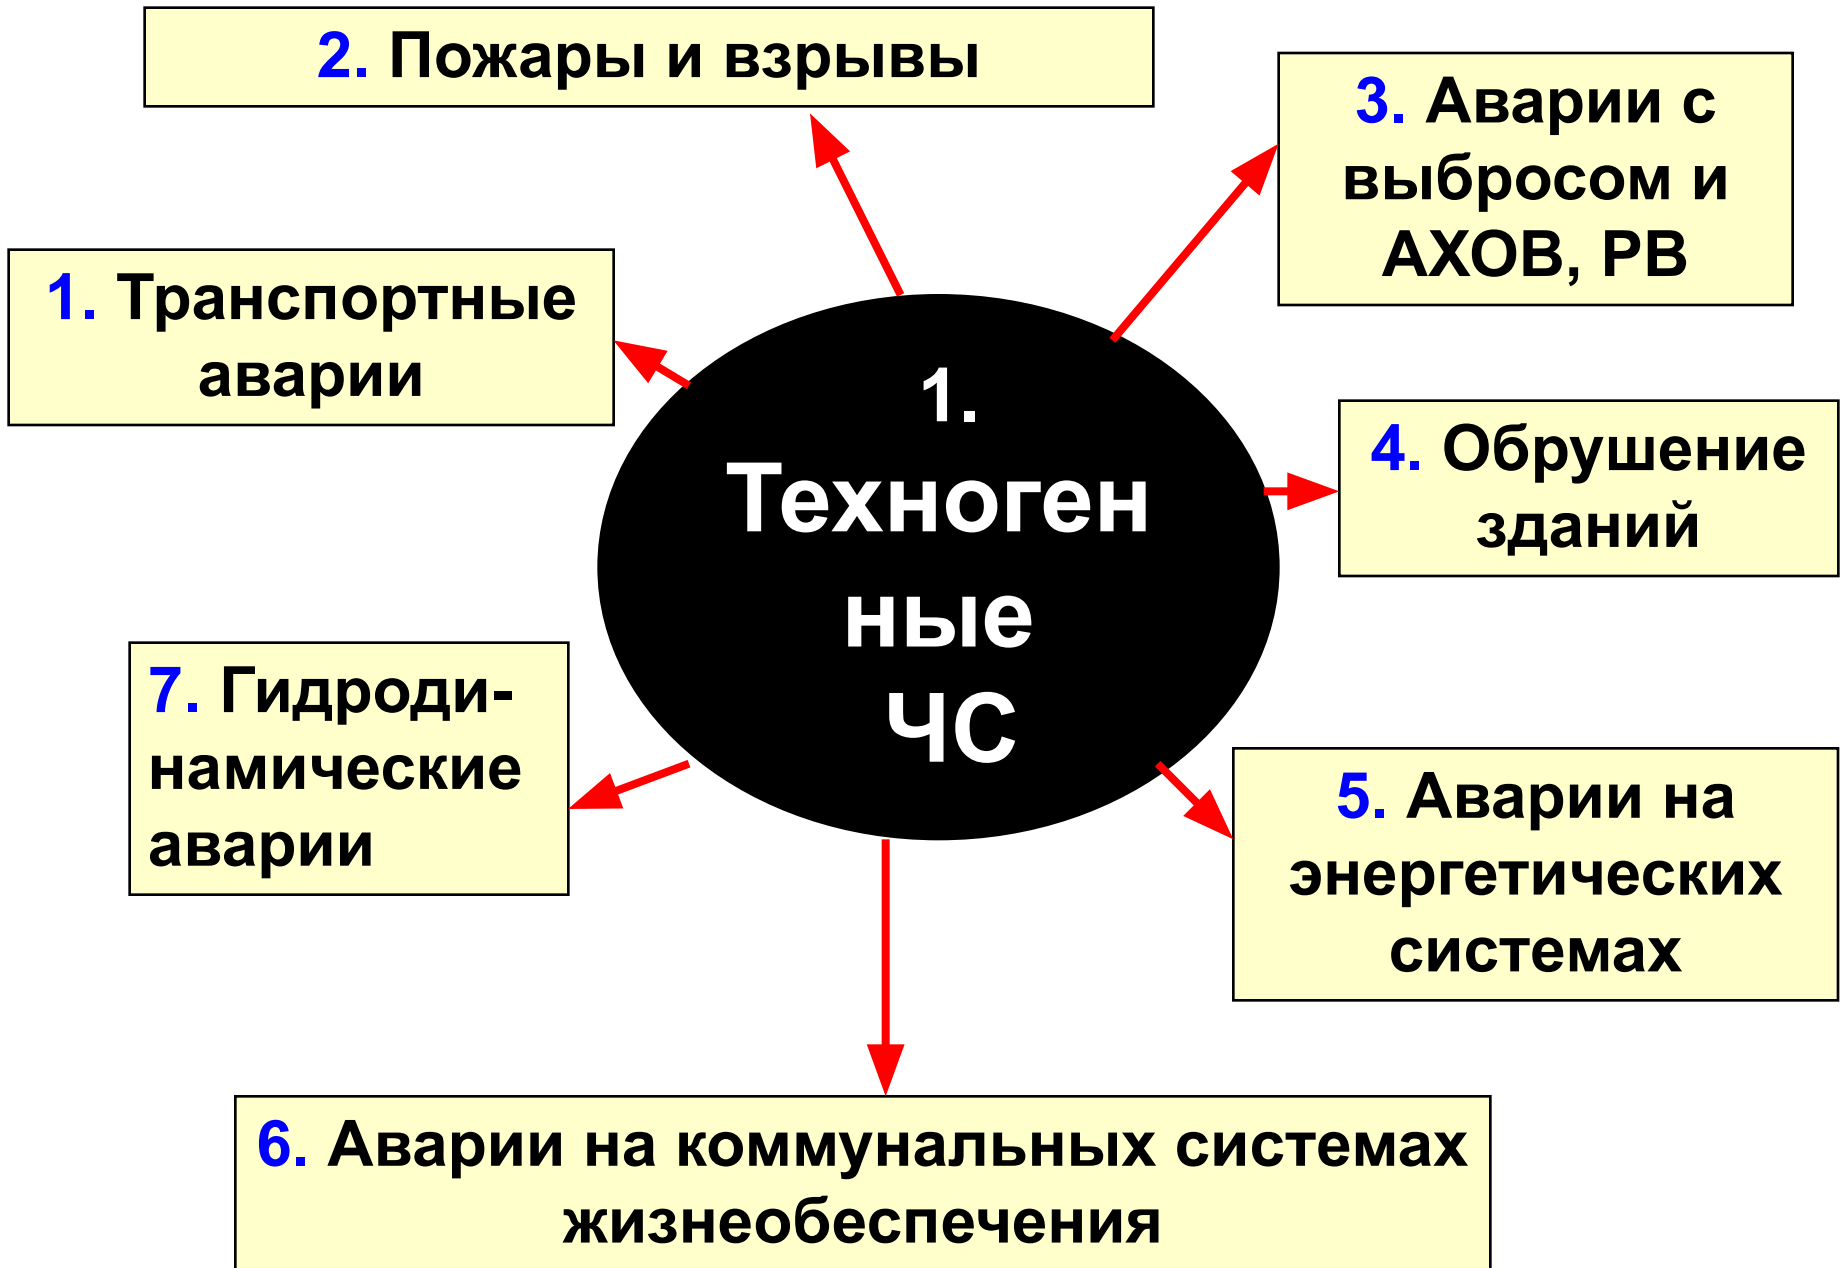 2. Пожары и взрывы
3. Аварии с
выбросом и
АХОВ, РВ
1. Транспортные
аварии
1.
Техноген
ные
ЧС
4. Обрушение
зданий
7. Гидроди-
намические
аварии
5. Аварии на
энергетических
системах
6. Аварии на коммунальных системах
жизнеобеспечения